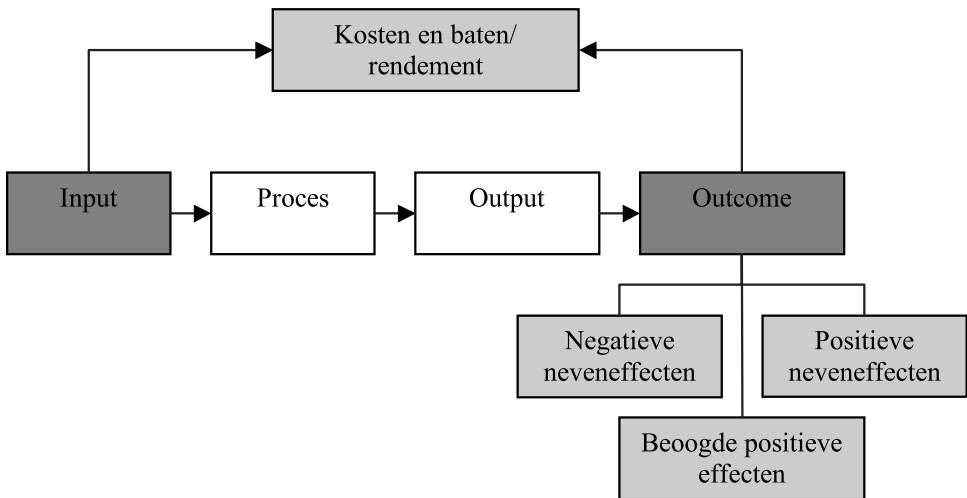 Kosten en baten/
rendement
Input
Proces
Output
Outcome
Negatieve
neveneffecten
Positieve
neveneffecten
Beoogde positieve
effecten